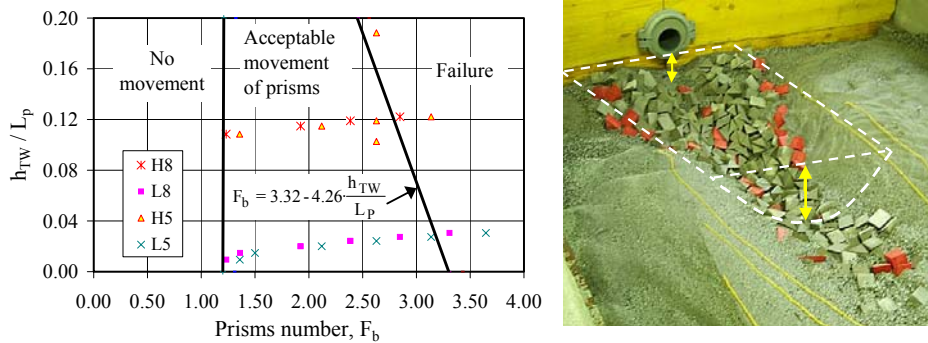 0.20
0.16
0.12
0.08
0.04
0.00
h_TW / L_p
No
movement
Acceptable
movement
of prisms
Failure
H8
L8
H5
L5
F_b = 3.32 - 4.26·h_TW/L_P
0.00 0.50 1.00 1.50 2.00 2.50 3.00 3.50 4.00
Prisms number, F_b